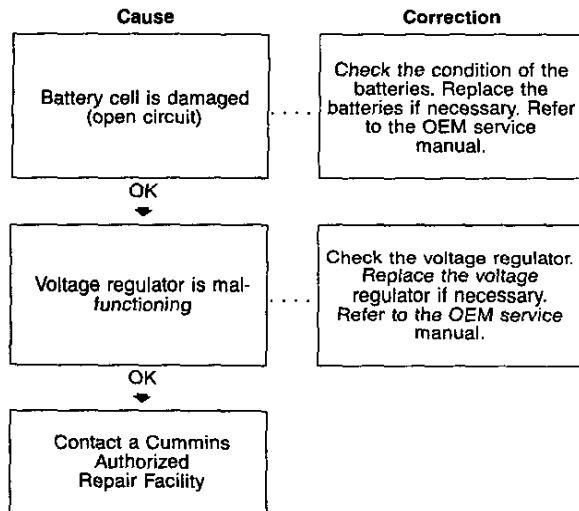 Cause
Correction
Battery cell is damaged
(open circuit)
Check the condition of the
batteries. Replace the
batteries if necessary. Refer
to the OEM service
manual.
OK
Voltage regulator is mal-
functioning
Check the voltage regulator.
Replace the voltage
regulator if necessary.
Refer to the OEM service
manual.
OK
Contact a Cummins
Authorized
Repair Facility